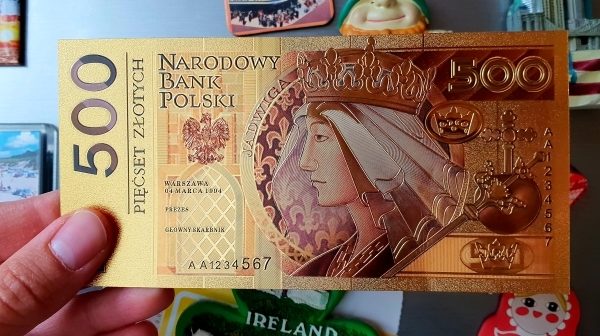 500
PIĘĆSET ZŁOTYCH
NARODOWY
BANK
POLSKI
JADWIGA
500
WARSZAWA
04 MARCA 1994
PREZES
GŁÓWNY SKARBNIK
AA1234567
AA1234567
IRELAND